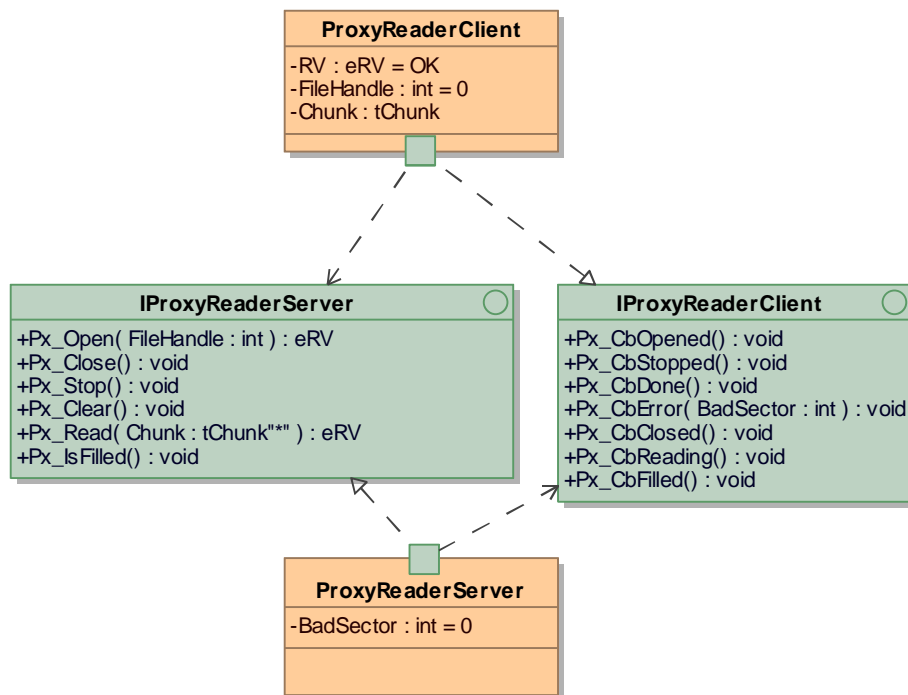 ProxyReaderClient
-RV : eRV = OK
-FileHandle : int = 0
-Chunk : tChunk
IProxyReaderServer
+Px_Open( FileHandle : int ) : eRV
+Px_Close() : void
+Px_Stop() : void
+Px_Clear() : void
+Px_Read( Chunk : tChunk"*" ) : eRV
+Px_IsFilled() : void
IProxyReaderClient
+Px_CbOpened() : void
+Px_CbStopped() : void
+Px_CbDone() : void
+Px_CbError( BadSector : int ) : void
+Px_CbClosed() : void
+Px_CbReading() : void
+Px_CbFilled() : void
ProxyReaderServer
-BadSector : int = 0